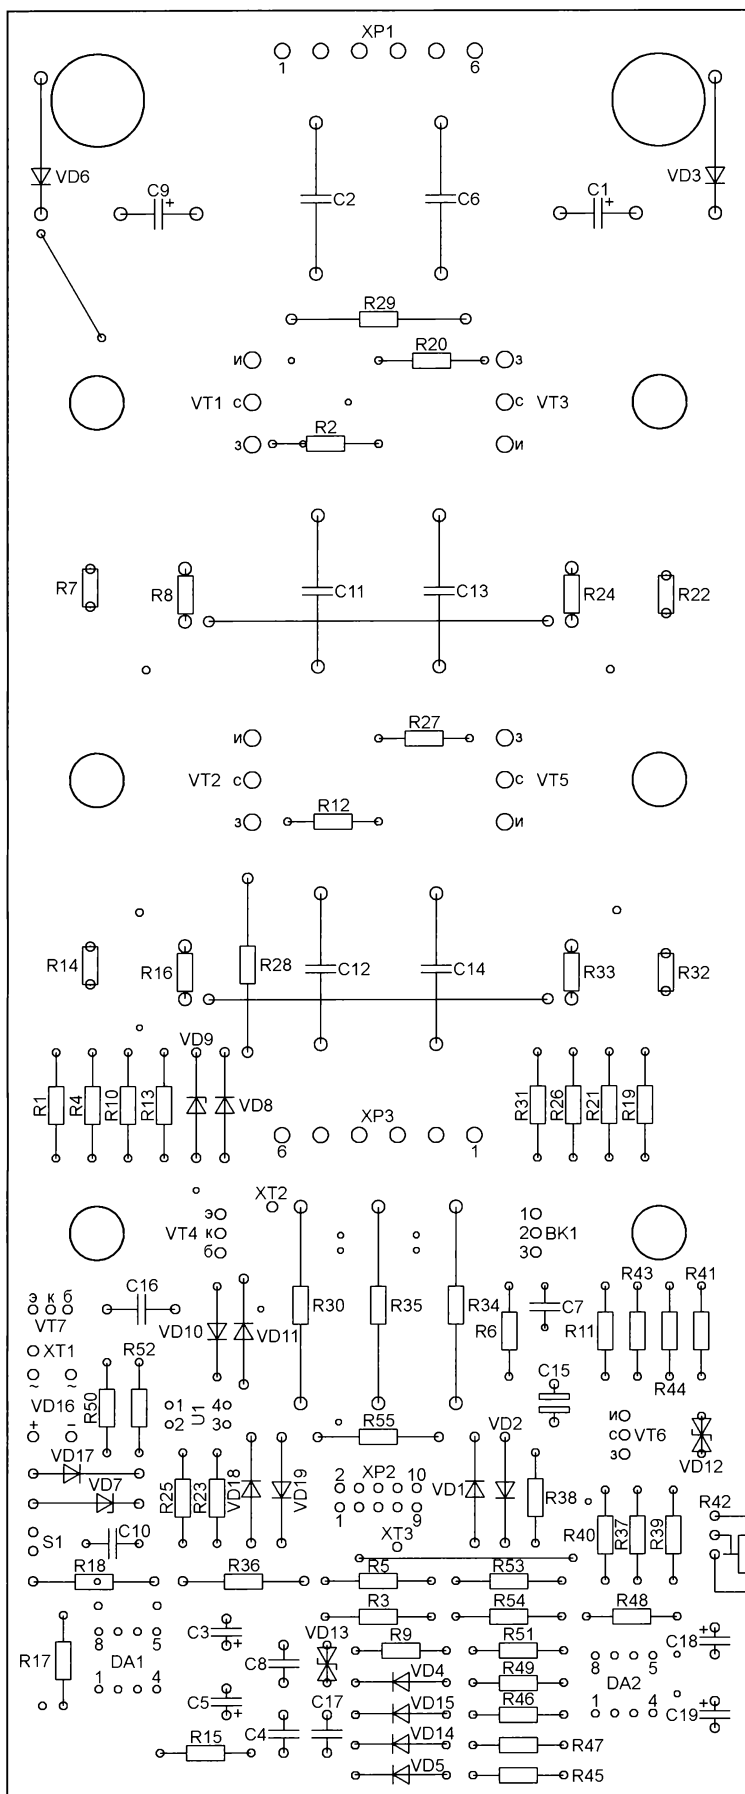 XP1
1 6
VD6 C9 + C2 C6 C1 + VD3
R29
и R20 з
VT1 с с VT3
з R2 и
R7 R8 C11 C13 R24 R22
и R27 з
VT2 с с VT5
з R12 и
R14 R16 R28 C12 C14 R33 R32
VD9
R1 R4 R10 R13 VD8 R31 R26 R21 R19
XP3
6 1
XT2
э 1
VT4 к 2 BK1
б 3
э к б C16 R43 R41
VT7 VD10 VD11 R30 R35 R34 R6 C7 R11
XT1 R52 R44
~ ~ C15
VD16 R50 1 4
U1
2 3 и
+ − R55 VD2 с VT6
VD17 з VD12
VD7 R25 R23 VD18 VD19 2 XP2 10 VD1 R38
1 9 R42
S1 C10 XT3 R40 R37 R39
R18 R36 R5 R53
R3 R54 R48
8 5 C3 + VD13 R9 R51 + C18
R17 DA1 C8 VD4 R49 8 5
DA2
1 4 C5 + C17 VD15 R46 1 4 + C19
C4 VD14 R47
R15 VD5 R45